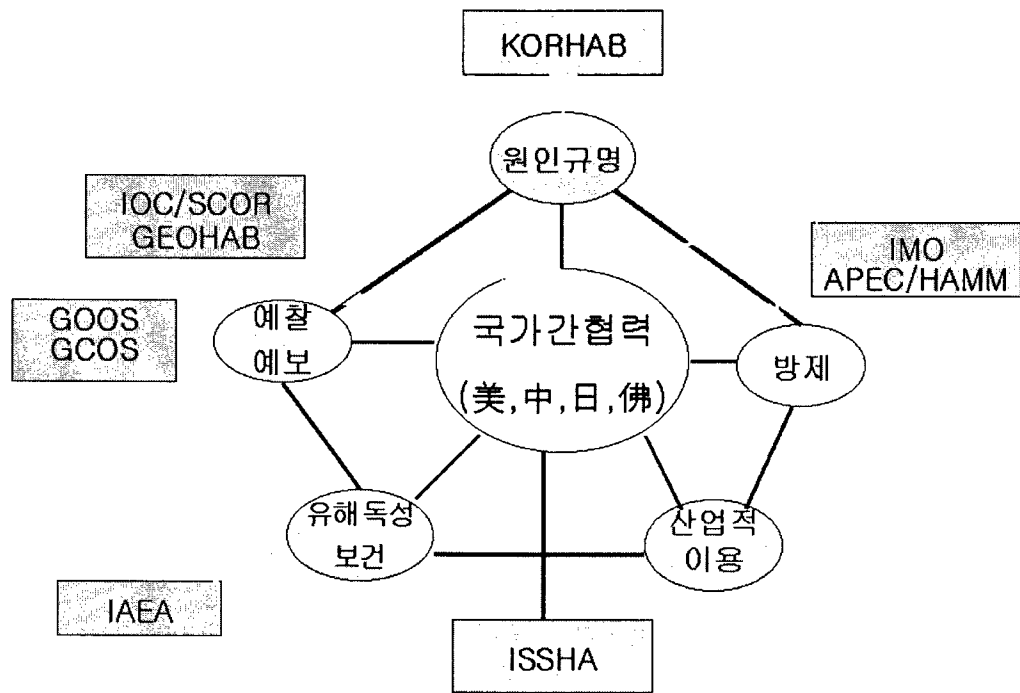 KORHAB
원인규명
IOC/SCOR
GEOHAB
IMO
APEC/HAMM
GOOS
GCOS
예찰
예보
국가간협력
(美,中,日,佛)
방제
유해독성
보건
산업적
이용
IAEA
ISSHA